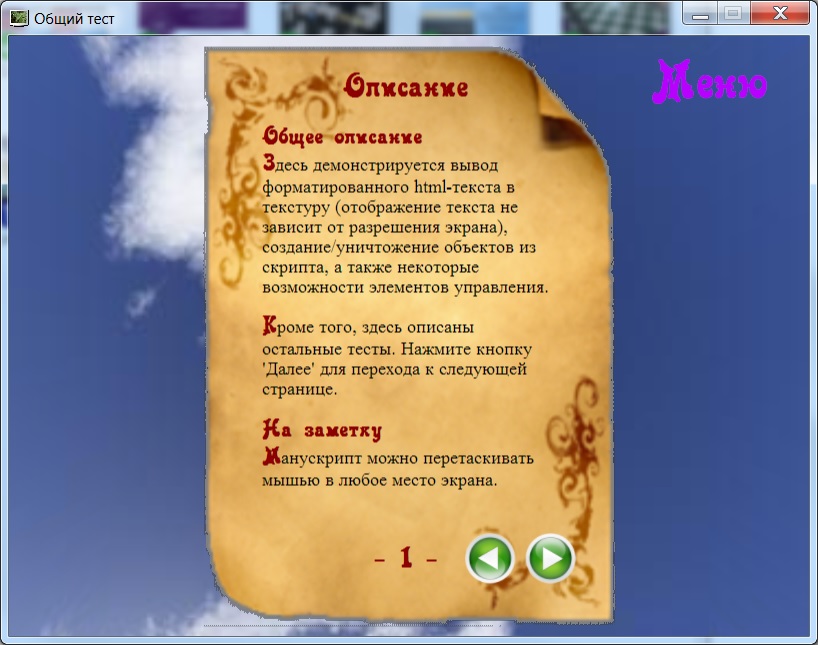 Общий тест
Меню
Описание
Общее описание
Здесь демонстрируется вывод
форматированного html-текста в
текстуру (отображение текста не
зависит от разрешения экрана),
создание/уничтожение объектов из
скрипта, а также некоторые
возможности элементов управления.
Кроме того, здесь описаны
остальные тесты. Нажмите кнопку
'Далее' для перехода к следующей
странице.
На заметку
Манускрипт можно перетаскивать
мышью в любое место экрана.
- 1 -